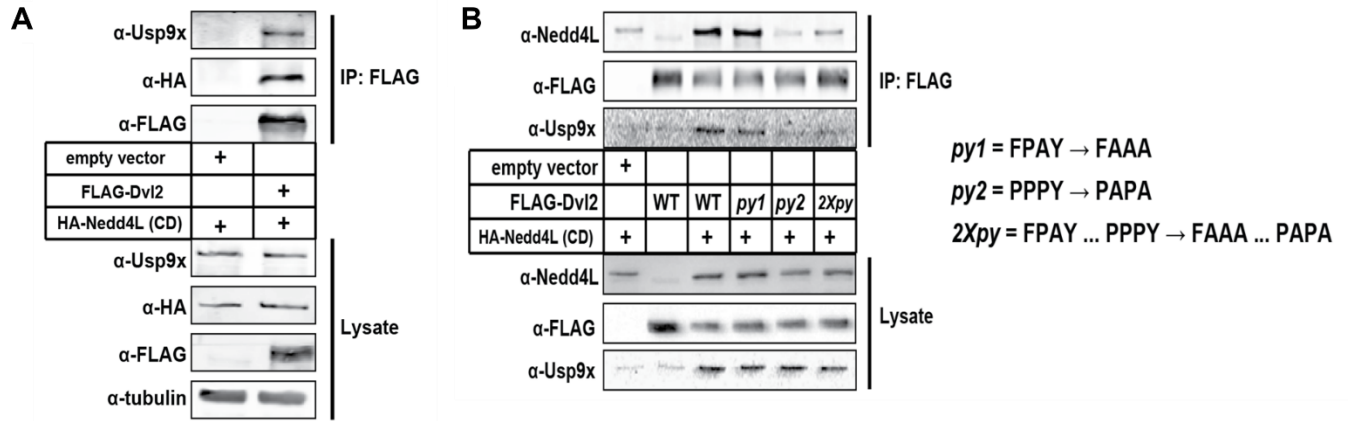 A
α-Usp9x
α-HA
α-FLAG
IP: FLAG
empty vector +
FLAG-Dvl2 +
HA-Nedd4L (CD) + +
α-Usp9x
α-HA
α-FLAG
α-tubulin
Lysate
B
α-Nedd4L
α-FLAG
α-Usp9x
IP: FLAG
empty vector +
FLAG-Dvl2 WT WT py1 py2 2Xpy
HA-Nedd4L (CD) + + + + +
α-Nedd4L
α-FLAG
α-Usp9x
Lysate
py1 = FPAY → FAAA
py2 = PPPY → PAPA
2Xpy = FPAY ... PPPY → FAAA ... PAPA